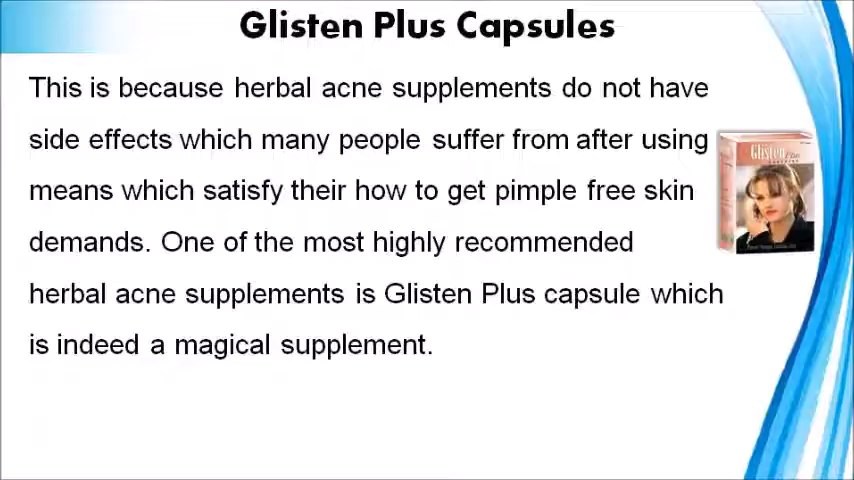 Glisten Plus Capsules
This is because herbal acne supplements do not have
side effects which many people suffer from after using
means which satisfy their how to get pimple free skin
demands. One of the most highly recommended
herbal acne supplements is Glisten Plus capsule which
is indeed a magical supplement.
Glisten Plus